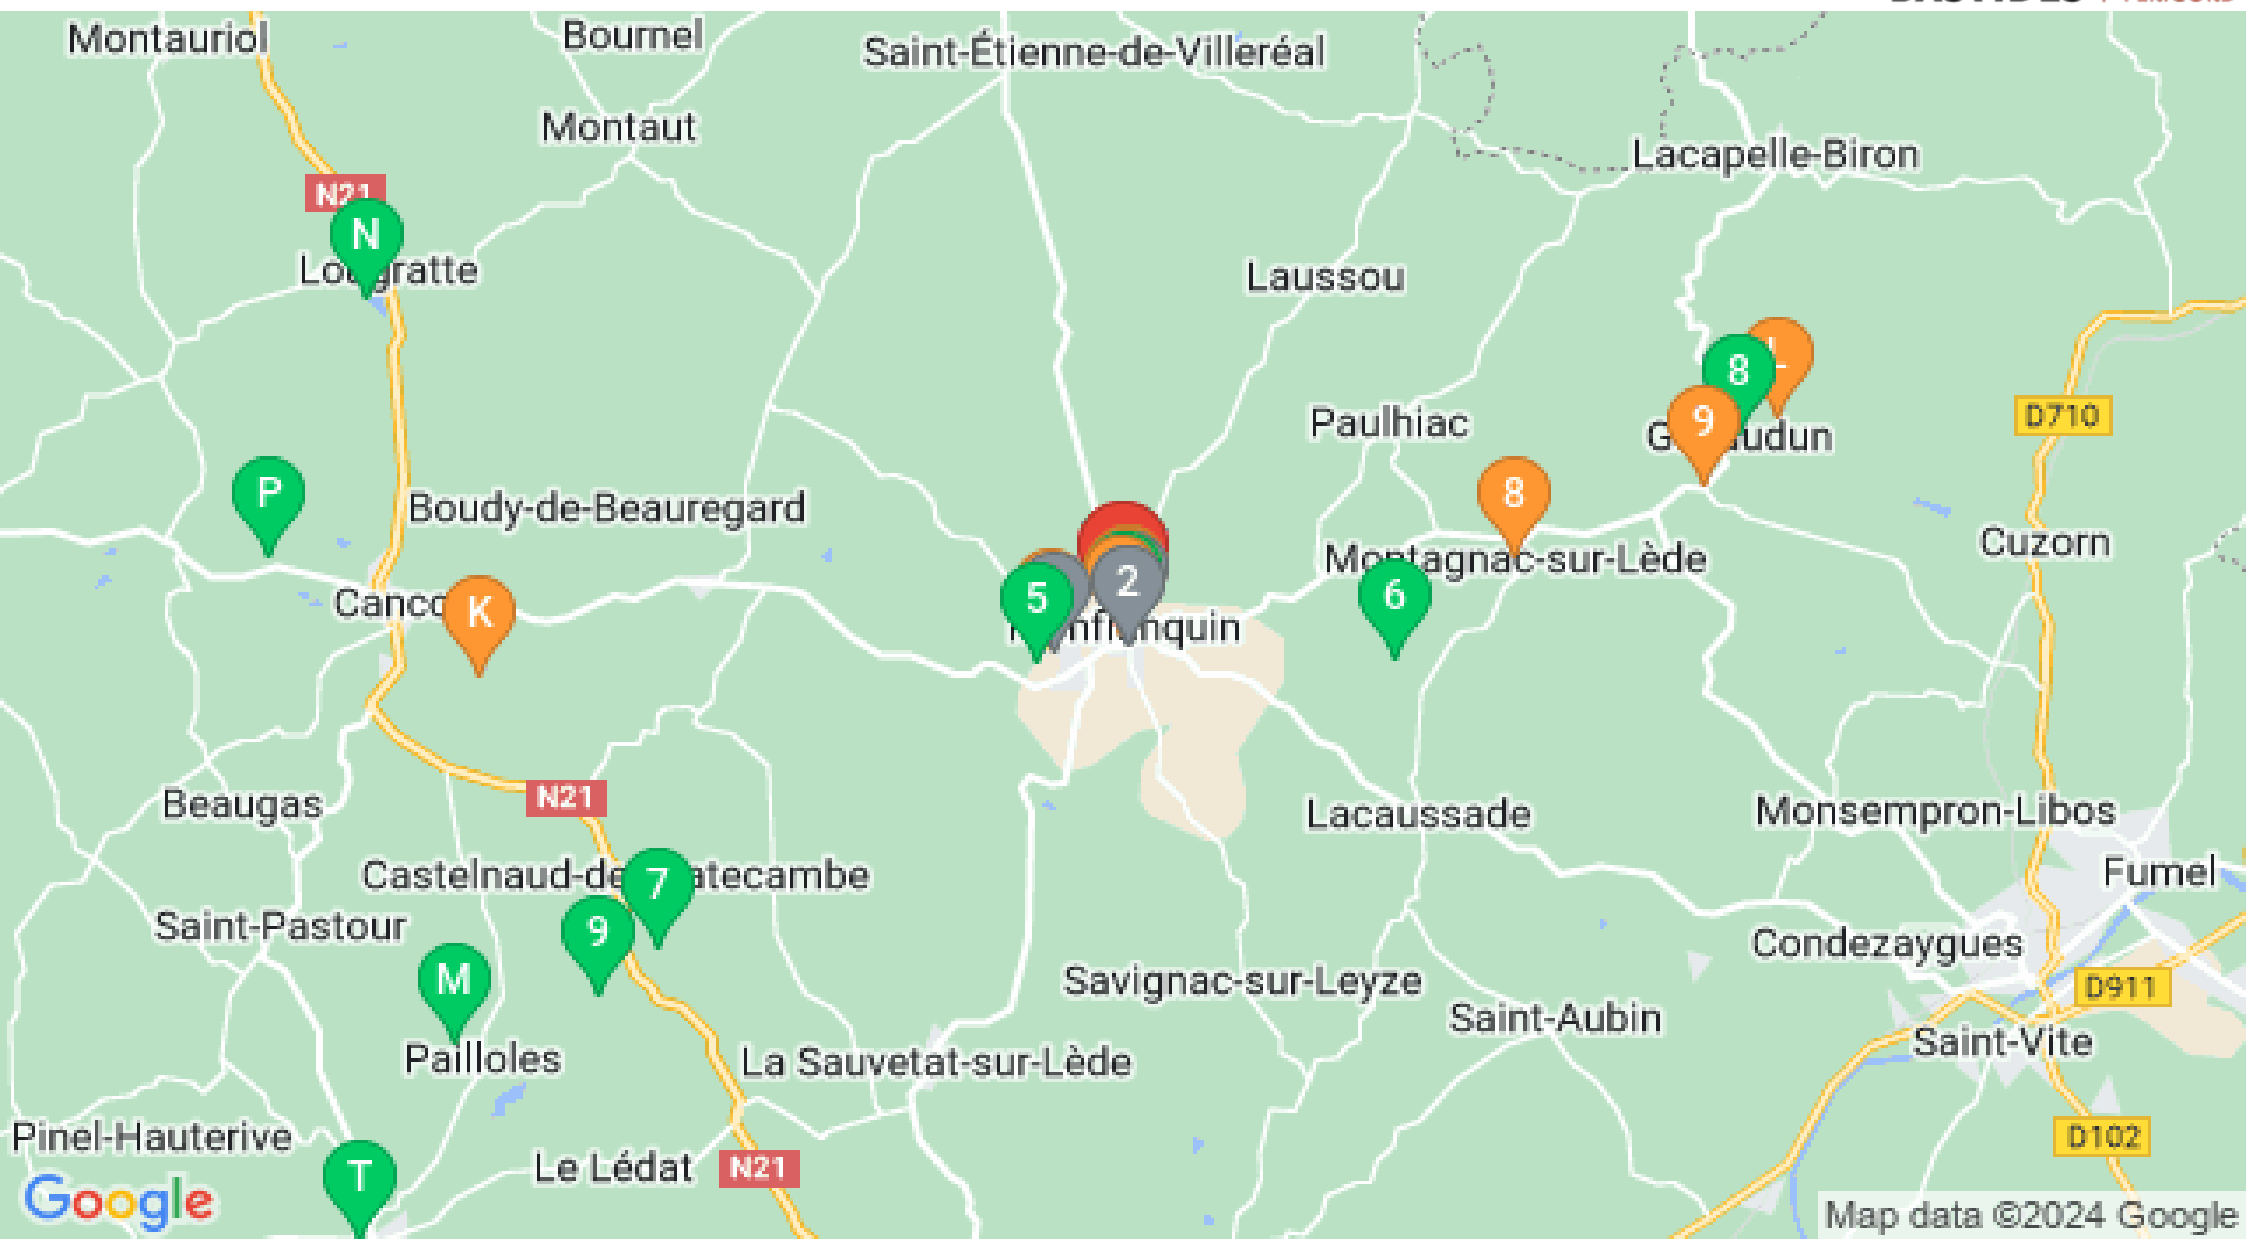 Montauriol
Bournel
Saint-Étienne-de-Villeréal
Montaut
Lacapelle-Biron
N21
N
Laussou
L
8
D710
9
Paulhiac
P
8
Boudy-de-Beauregard
Cuzorn
Montagnac-sur-Lède
2
5
6
K
N21
Beaugas
Lacaussade
Monsempron-Libos
Fumel
7
9
Saint-Pastour
Condezaygues
M
Savignac-sur-Leyze
D911
Saint-Aubin
Saint-Vite
Pailloles
La Sauvetat-sur-Lède
Pinel-Hauterive
D102
T
Le Lédat
N21
Google
Map data ©2024 Google